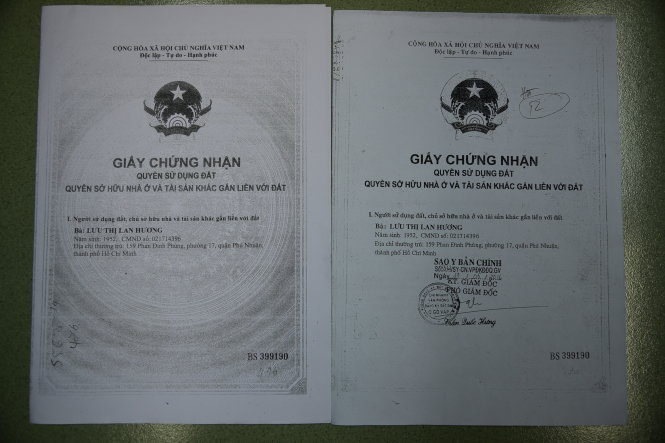 CỘNG HÒA XÃ HỘI CHỦ NGHĨA VIỆT NAM
Độc lập - Tự do - Hạnh phúc
GIẤY CHỨNG NHẬN
QUYỀN SỬ DỤNG ĐẤT
QUYỀN SỞ HỮU NHÀ Ở VÀ TÀI SẢN KHÁC GẮN LIỀN VỚI ĐẤT
I. Người sử dụng đất, chủ sở hữu nhà và tài sản khác gắn liền với đất
Bà: LƯU THỊ LAN HƯƠNG
Năm sinh: 1952, CMND số: 021714396
Địa chỉ thường trú: 159 Phan Đình Phùng, phường 17, quận Phú Nhuận,
thành phố Hồ Chí Minh
BS 399190
CỘNG HÒA XÃ HỘI CHỦ NGHĨA VIỆT NAM
Độc lập - Tự do - Hạnh phúc
GIẤY CHỨNG NHẬN
QUYỀN SỬ DỤNG ĐẤT
QUYỀN SỞ HỮU NHÀ Ở VÀ TÀI SẢN KHÁC GẮN LIỀN VỚI ĐẤT
I. Người sử dụng đất, chủ sở hữu nhà và tài sản khác gắn liền với đất
Bà: LƯU THỊ LAN HƯƠNG
Năm sinh: 1952, CMND số: 021714396
Địa chỉ thường trú: 159 Phan Đình Phùng, phường 17, quận Phú Nhuận,
thành phố Hồ Chí Minh
SAO Y BẢN CHÍNH
Ngày
KT. GIÁM ĐỐC
PHÓ GIÁM ĐỐC
Trần Quốc Hương
BS 399190